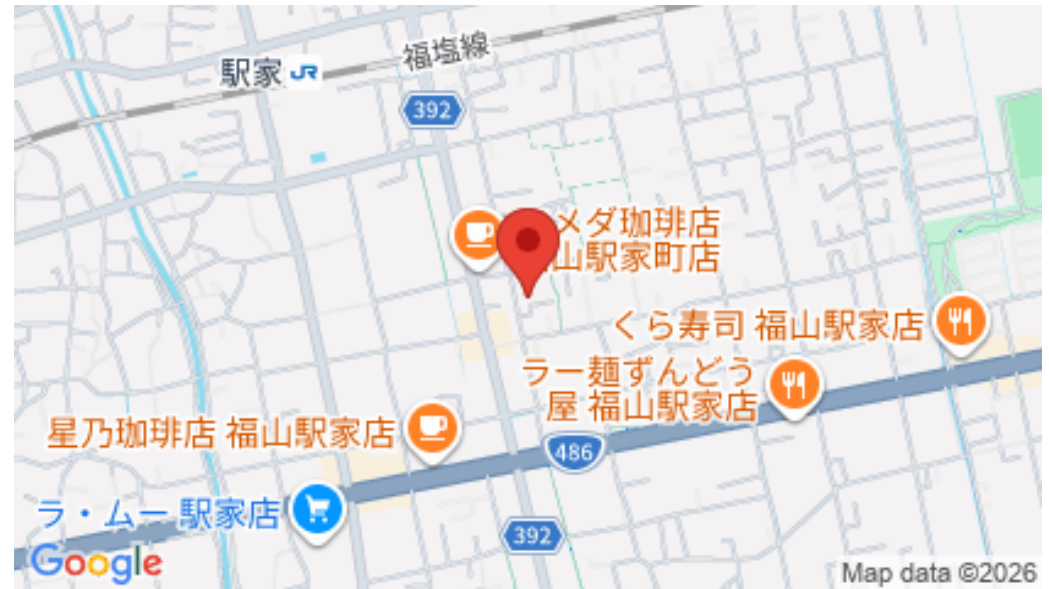 福塩線
駅家 JR
392
メダ珈琲店
山駅家町店
くら寿司 福山駅家店
ラー麺ずんどう
屋 福山駅家店
星乃珈琲店 福山駅家店
486
ラ・ムー 駅家店
392
Google
Map data ©2026